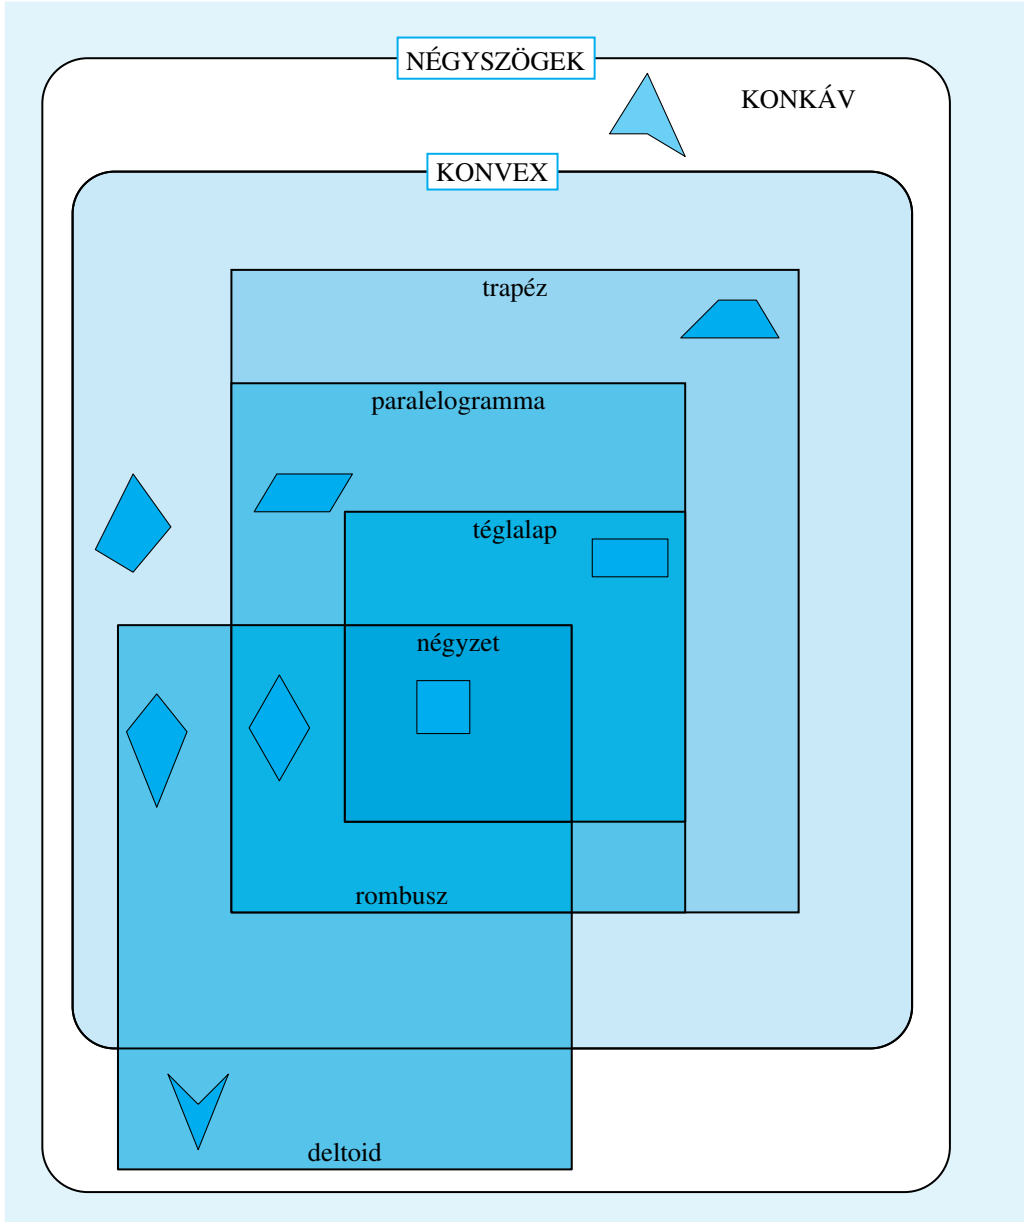 NÉGYSZÖGEK
KONKÁV
KONVEX
trapéz
paralelogramma
téglalap
négyzet
rombusz
deltoid